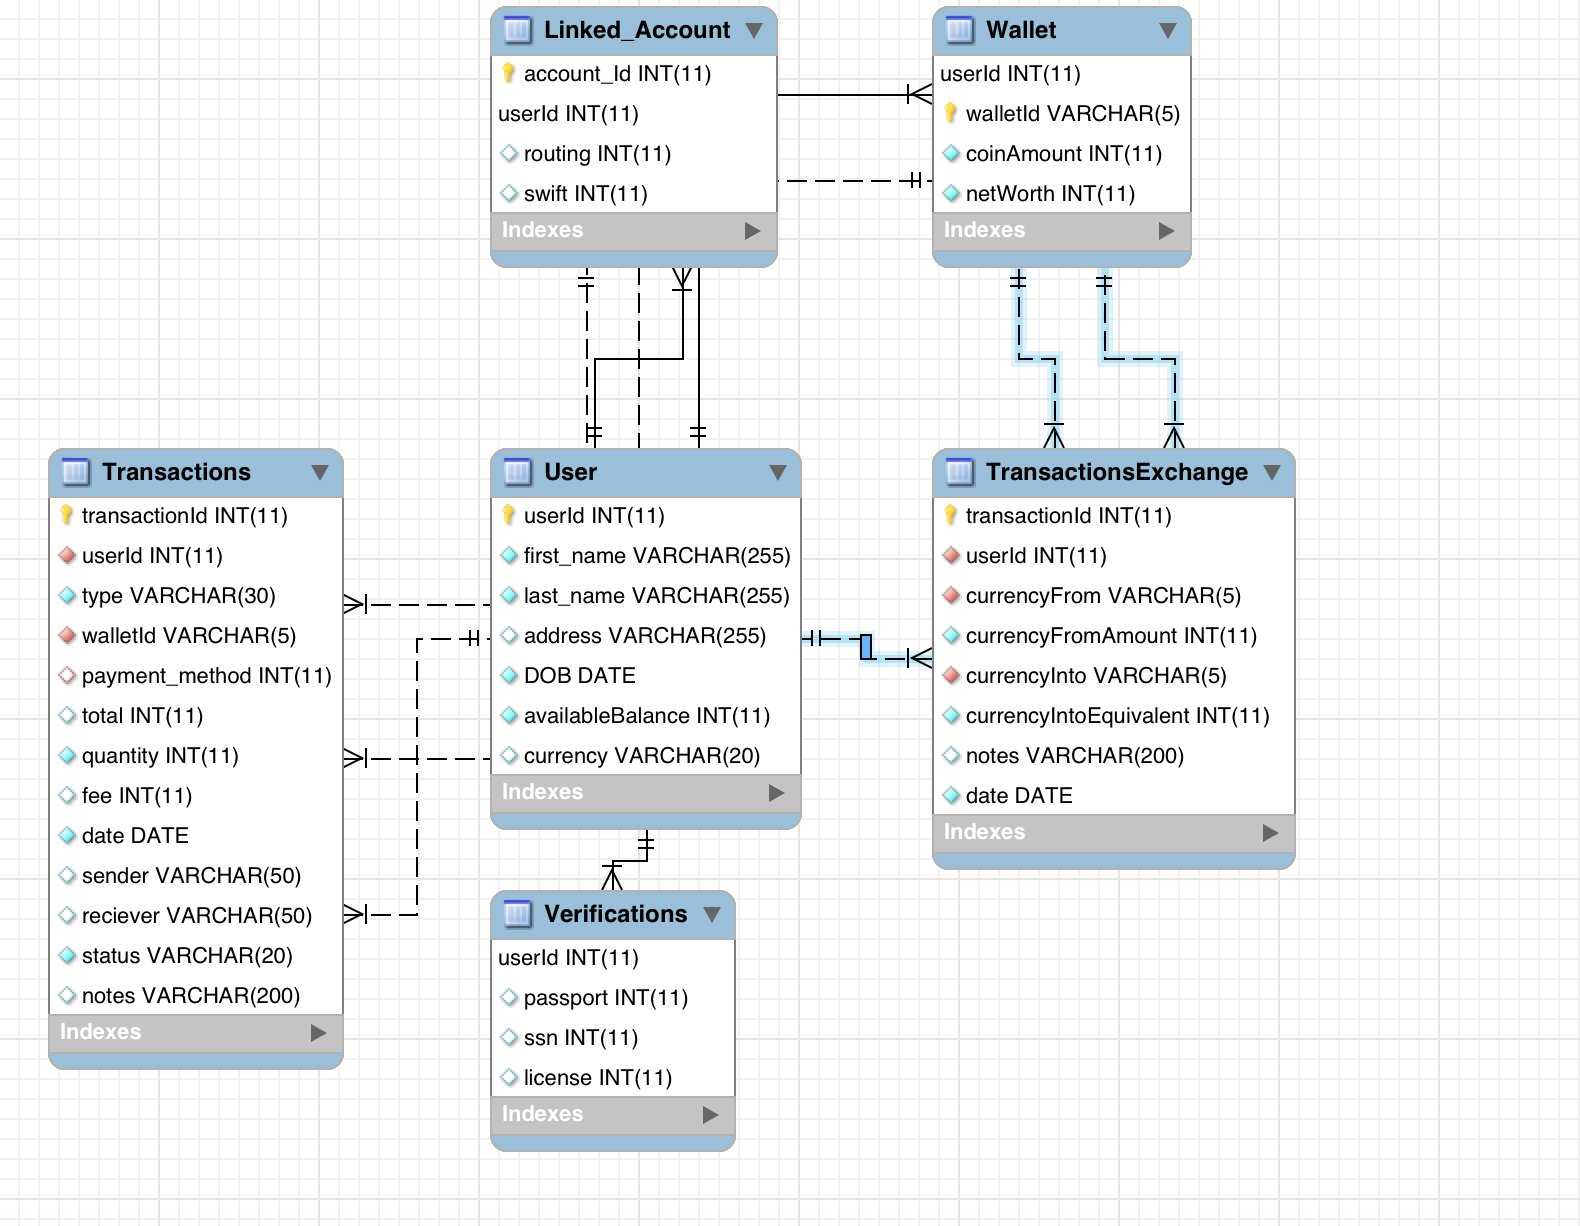 Linked_Account
account_Id INT(11)
userId INT(11)
routing INT(11)
swift INT(11)
Indexes
Wallet
userId INT(11)
walletId VARCHAR(5)
coinAmount INT(11)
netWorth INT(11)
Indexes
Transactions
transactionId INT(11)
userId INT(11)
type VARCHAR(30)
walletId VARCHAR(5)
payment_method INT(11)
total INT(11)
quantity INT(11)
fee INT(11)
date DATE
sender VARCHAR(50)
reciever VARCHAR(50)
status VARCHAR(20)
notes VARCHAR(200)
Indexes
User
userId INT(11)
first_name VARCHAR(255)
last_name VARCHAR(255)
address VARCHAR(255)
DOB DATE
availableBalance INT(11)
currency VARCHAR(20)
Indexes
TransactionsExchange
transactionId INT(11)
userId INT(11)
currencyFrom VARCHAR(5)
currencyFromAmount INT(11)
currencyInto VARCHAR(5)
currencyIntoEquivalent INT(11)
notes VARCHAR(200)
date DATE
Indexes
Verifications
userId INT(11)
passport INT(11)
ssn INT(11)
license INT(11)
Indexes